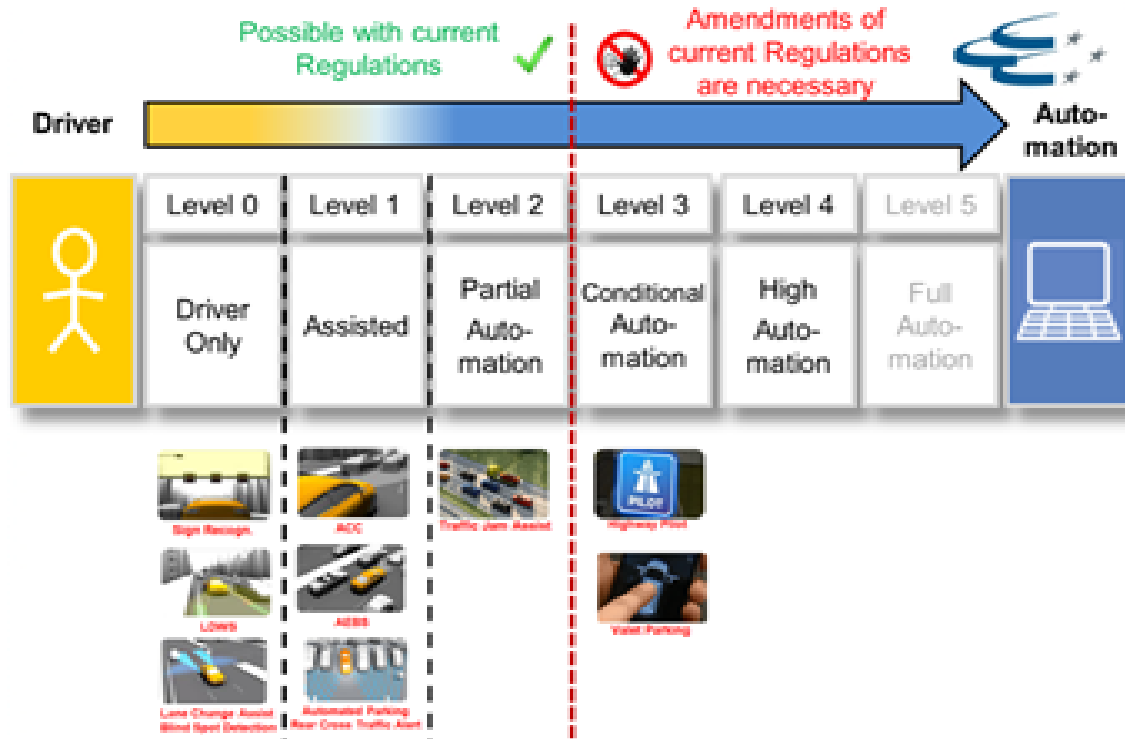 Possible with current
Regulations
Amendments of
current Regulations
are necessary
Driver
Auto-
mation
Level 0
Level 1
Level 2
Level 3
Level 4
Level 5
Driver
Only
Assisted
Partial
Auto-
mation
Conditional
Auto-
mation
High
Auto-
mation
Full
Auto-
mation
Sign Recogn.
ACC
Traffic Jam Assist
PILOT
Highway Pilot
LDWS
AEBS
Valet Parking
Lane Change Assist
Blind Spot Detection
Automated Parking
Rear Cross Traffic Alert